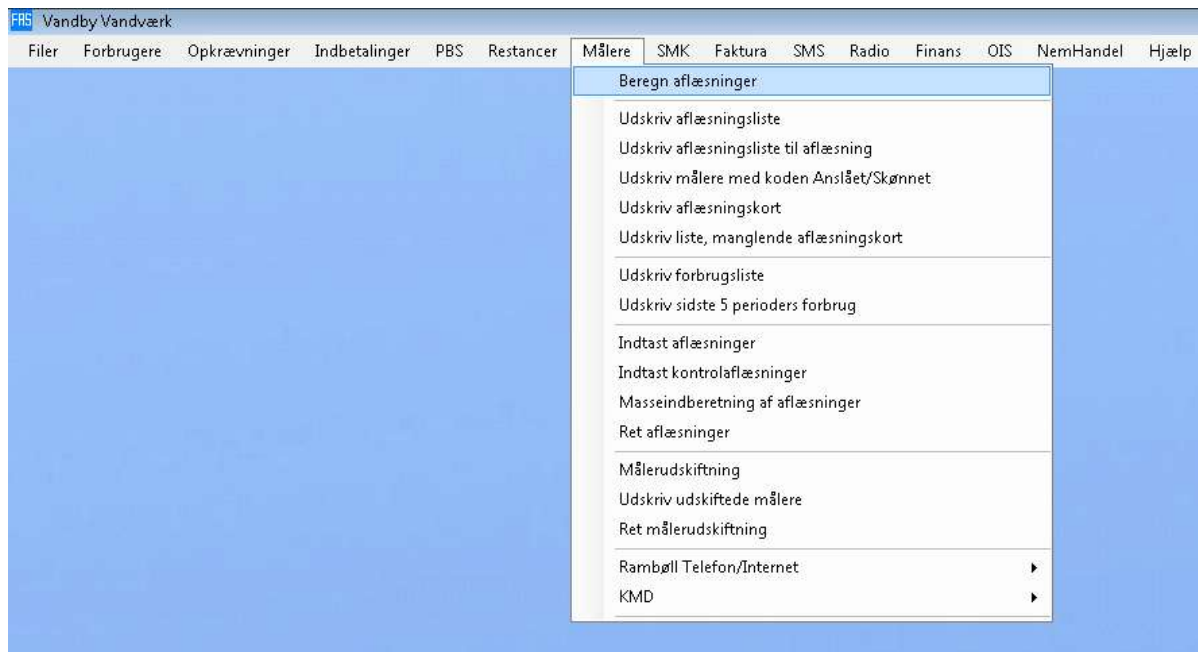 FAS Vandby Vandværk
Filer Forbrugere Opkrævninger Indbetalinger PBS Restancer Målere SMK Faktura SMS Radio Finans OIS NemHandel Hjælp
Beregn aflæsninger
Udskriv aflæsningsliste
Udskriv aflæsningsliste til aflæsning
Udskriv målere med koden Anslået/Skønnet
Udskriv aflæsningskort
Udskriv liste, manglende aflæsningskort
Udskriv forbrugsliste
Udskriv sidste 5 perioders forbrug
Indtast aflæsninger
Indtast kontrolaflæsninger
Masseindberetning af aflæsninger
Ret aflæsninger
Målerudskiftning
Udskriv udskiftede målere
Ret målerudskiftning
Rambøll Telefon/Internet
KMD